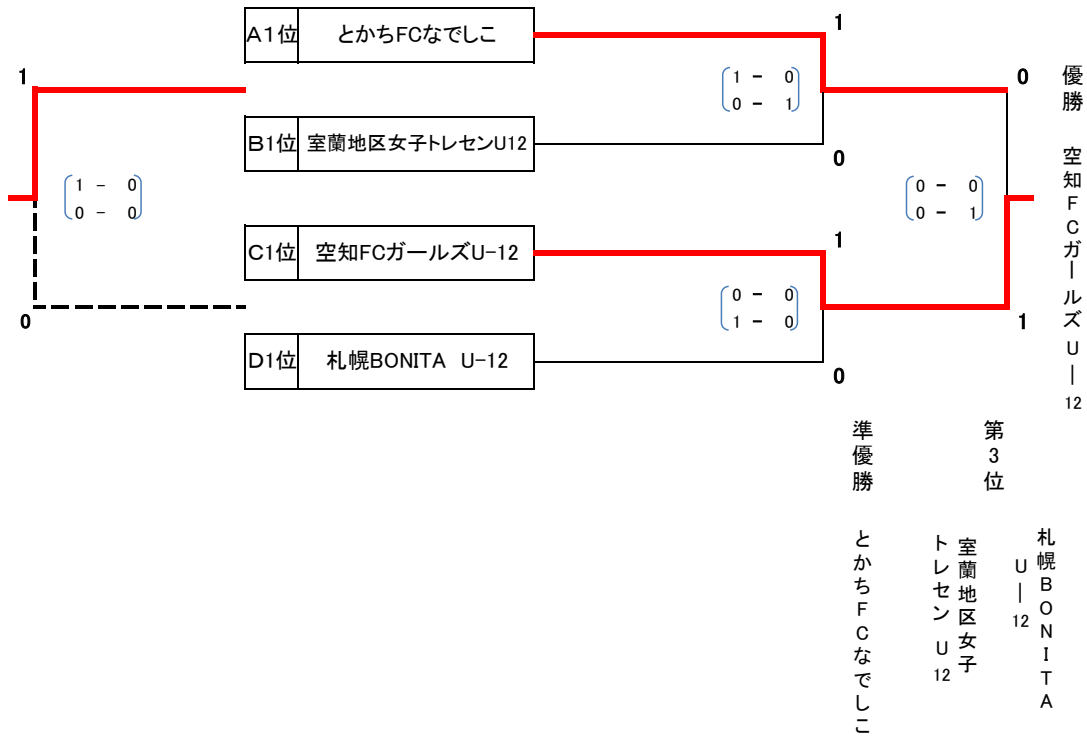 A1位 とかちFCなでしこ
1
1
0
1 - 0
0 - 1
優勝 空知FCガールズU―12
B1位 室蘭地区女子トレセンU12
0
1 - 0
0 - 0
0 - 0
0 - 1
C1位 空知FCガールズU-12
1
0 - 0
1 - 0
0
1
D1位 札幌BONITA U-12
0
準優勝 とかちFCなでしこ
第3位
室蘭地区女子
トレセンU12
札幌BONITA
U―12